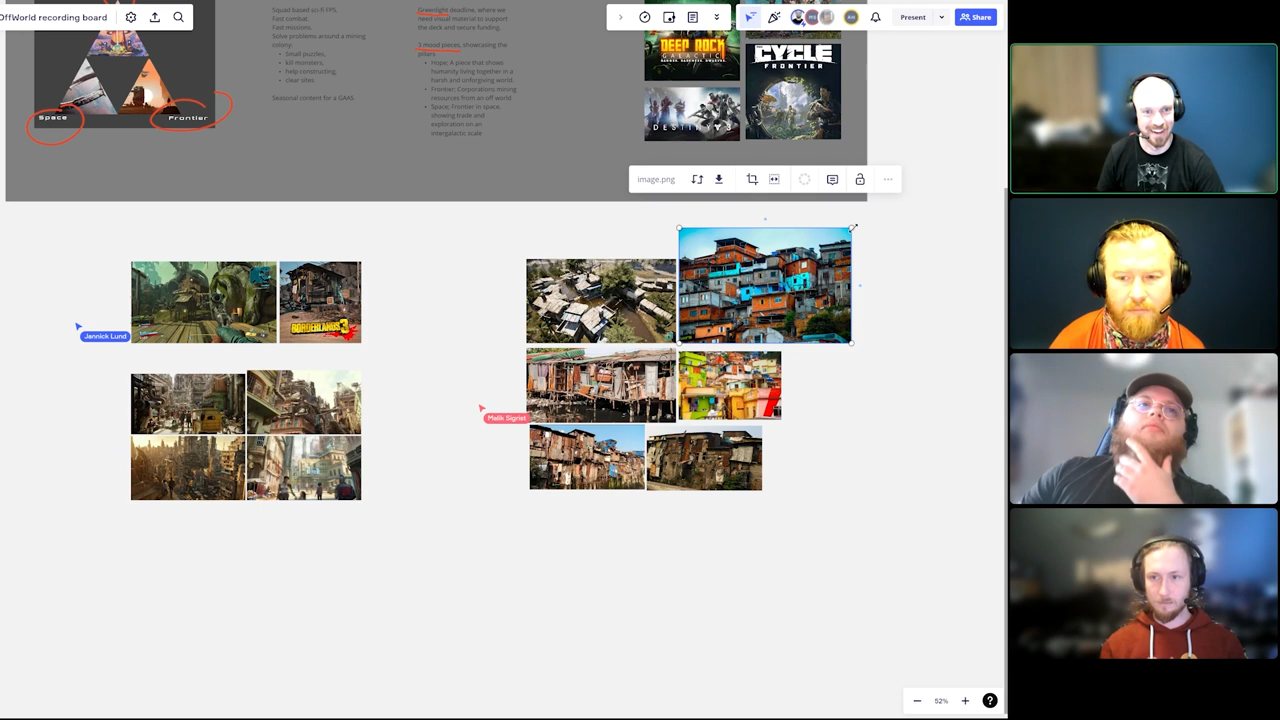 OffWorld recording board
Present
Share
Squad based sci-fi FPS,
Fast combat.
Fast missions.
Solve problems around a mining
colony:
• Small puzzles,
• kill monsters,
• help constructing,
• clear sites
Seasonal content for a GAAS
Greenlight deadline, where we
need visual material to support
the deck and secure funding.
3 mood pieces, showcasing the
pillars
• Hope; A piece that shows
humanity living together in a
harsh and unforgiving world.
• Frontier; Corporations mining
resources from an off world
• Space; Frontier in space,
showing trade and
exploration on an
intergalactic scale
Space
Frontier
DEEP ROCK
GALACTIC
THE CYCLE
FRONTIER
DESTINY
image.png
BORDERLANDS 3
Jannick Lund
Malik Sigrist
52%